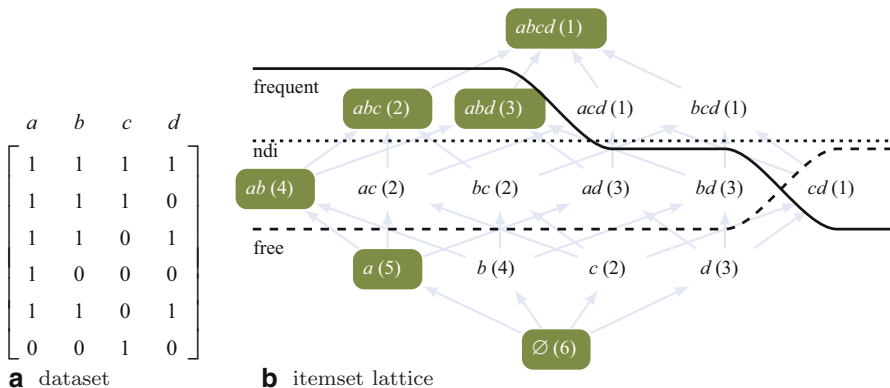 abcd (1)
frequent
abc (2) abd (3) acd (1) bcd (1)
ndi
ab (4) ac (2) bc (2) ad (3) bd (3) cd (1)
free
a (5) b (4) c (2) d (3)
∅ (6)
a b c d
1 1 1 1
1 1 1 0
1 1 0 1
1 0 0 0
1 1 0 1
0 0 1 0
a dataset
b itemset lattice